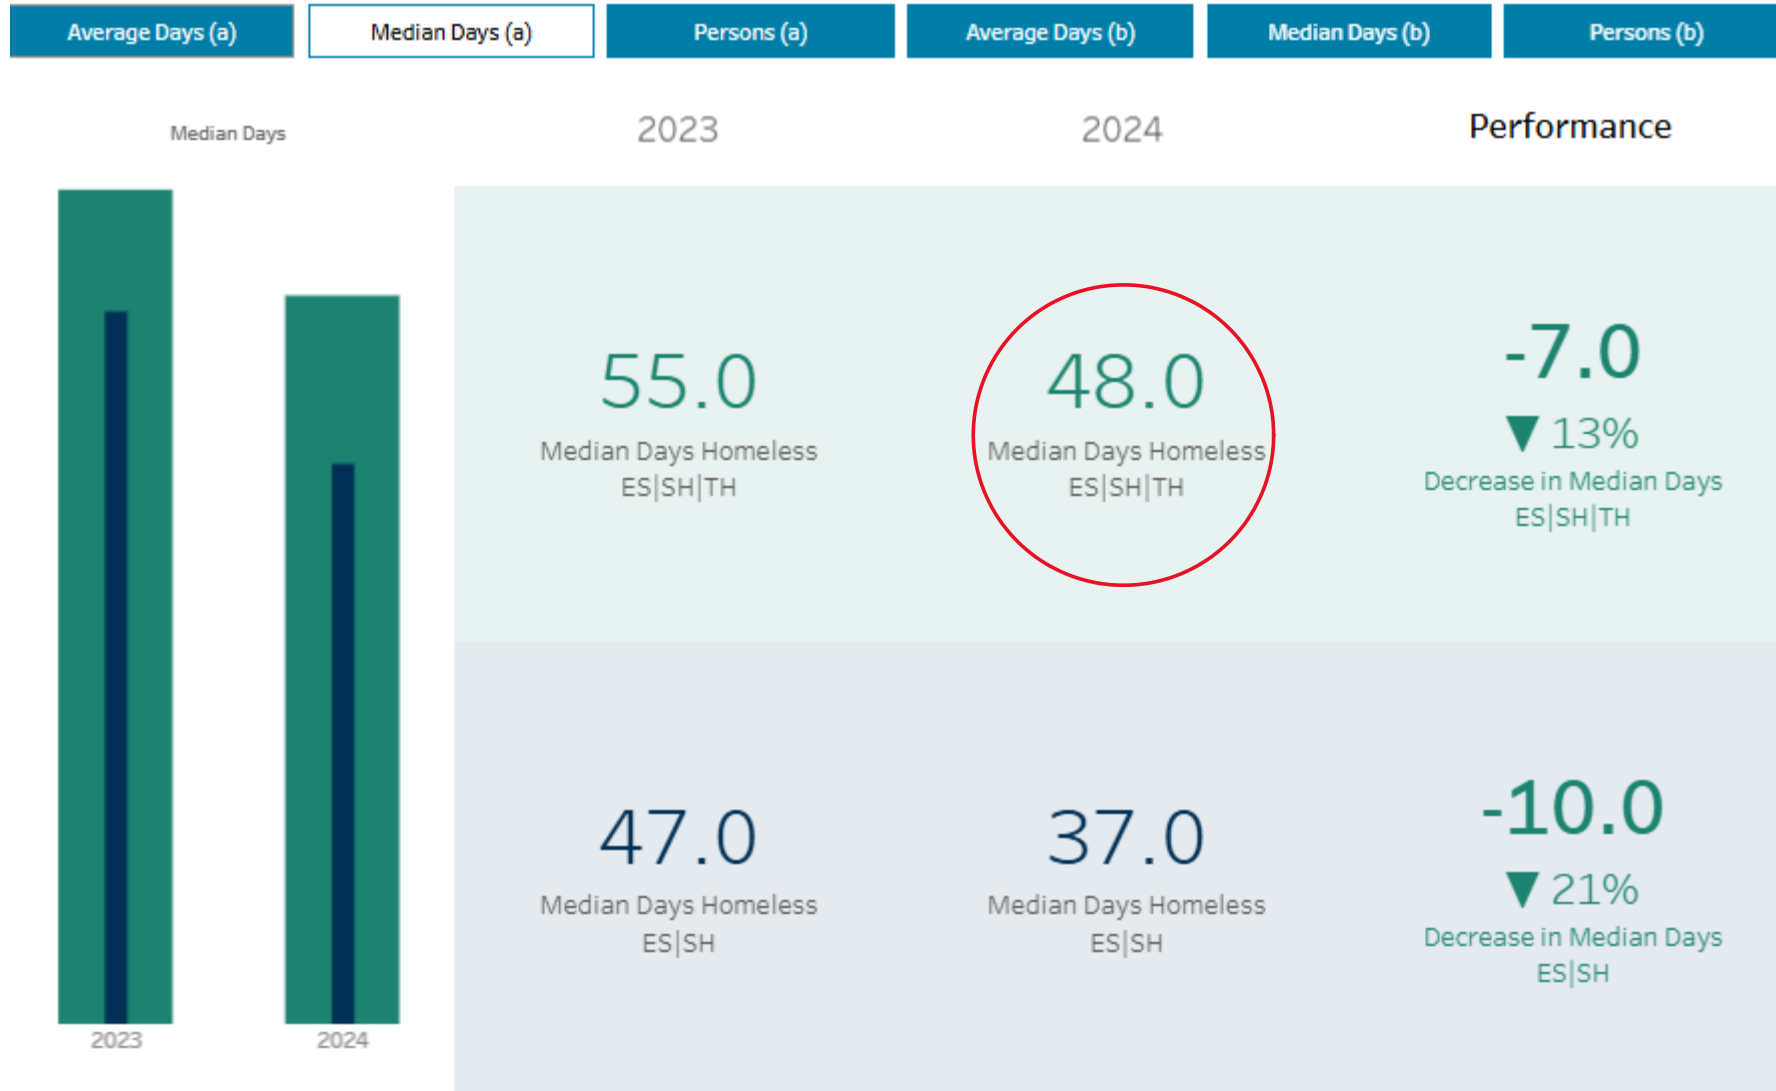 Average Days (a)
Median Days (a)
Persons (a)
Average Days (b)
Median Days (b)
Persons (b)
Median Days
2023
2024
Performance
55.0
Median Days Homeless
ES|SH|TH
48.0
Median Days Homeless
ES|SH|TH
-7.0
▼ 13%
Decrease in Median Days
ES|SH|TH
47.0
Median Days Homeless
ES|SH
37.0
Median Days Homeless
ES|SH
-10.0
▼ 21%
Decrease in Median Days
ES|SH
2023
2024